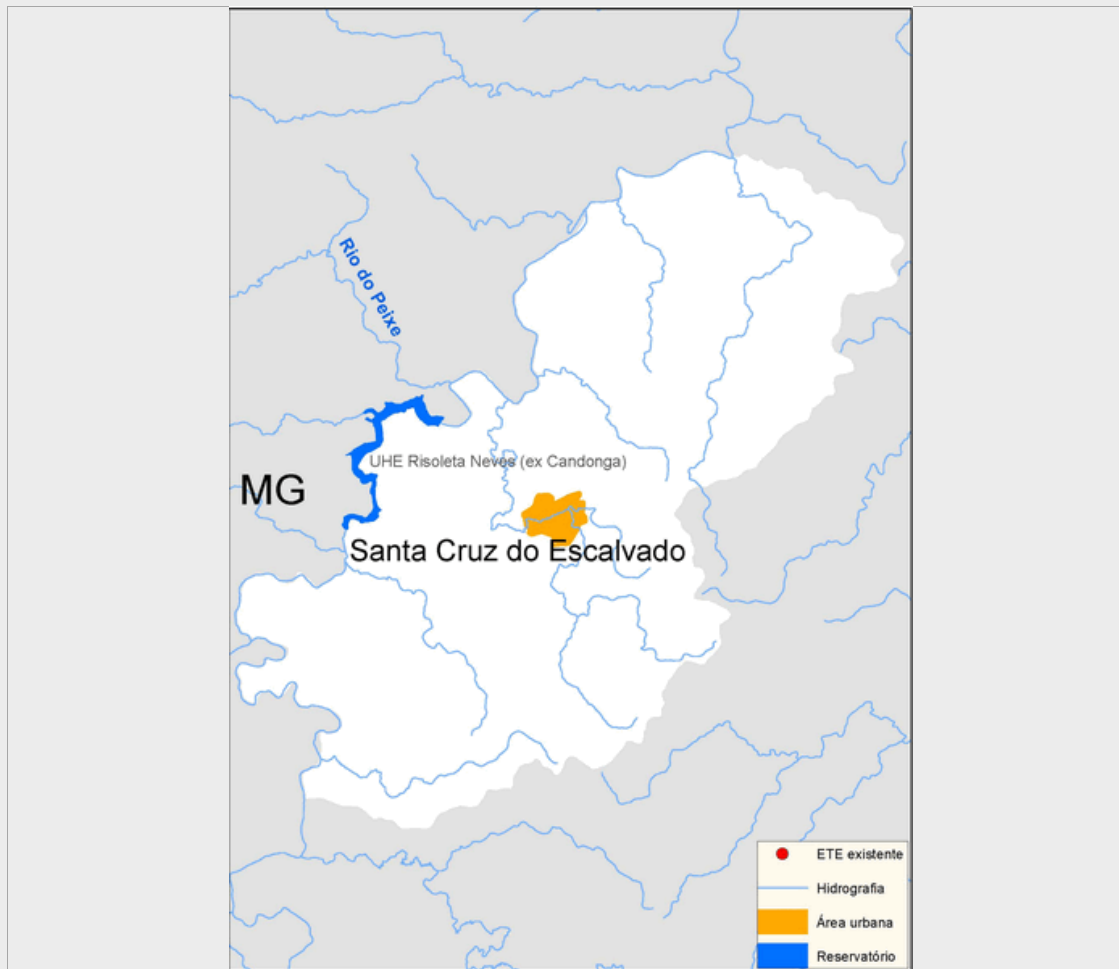 Rio do Peixe
UHE Risoleta Neves (ex Candonga)
MG
Santa Cruz do Escalvado
ETE existente
Hidrografia
Área urbana
Reservatório